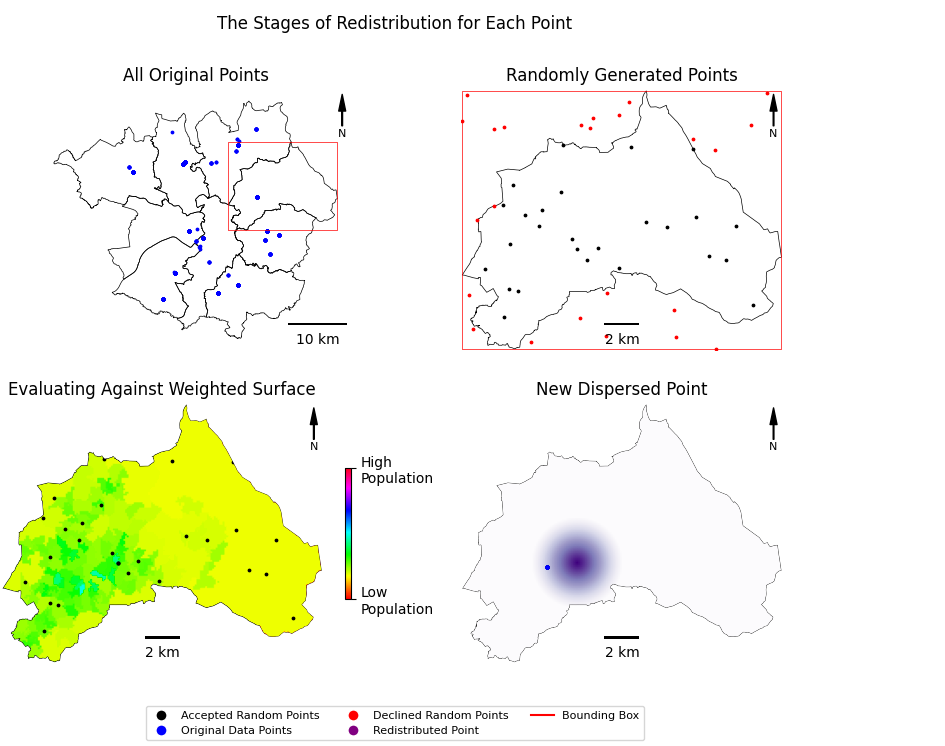 The Stages of Redistribution for Each Point
All Original Points
N
10 km
Randomly Generated Points
N
2 km
Evaluating Against Weighted Surface
N
High
Population
Low
Population
2 km
New Dispersed Point
N
2 km
Accepted Random Points
Original Data Points
Declined Random Points
Redistributed Point
Bounding Box